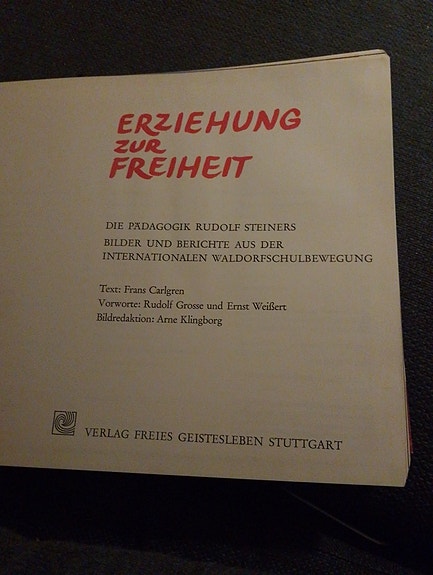 ERZIEHUNG
ZUR
FREIHEIT
DIE PÄDAGOGIK RUDOLF STEINERS
BILDER UND BERICHTE AUS DER
INTERNATIONALEN WALDORFSCHULBEWEGUNG
Text: Frans Carlgren
Vorworte: Rudolf Grosse und Ernst Weißert
Bildredaktion: Arne Klingborg
VERLAG FREIES GEISTESLEBEN STUTTGART